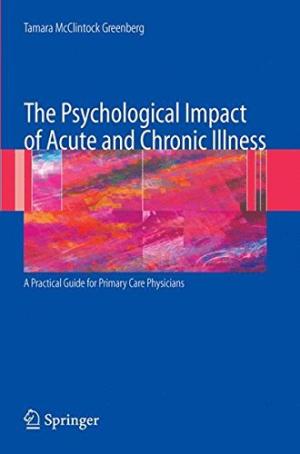 Tamara McClintock Greenberg
The Psychological Impact
of Acute and Chronic Illness
A Practical Guide for Primary Care Physicians
Springer